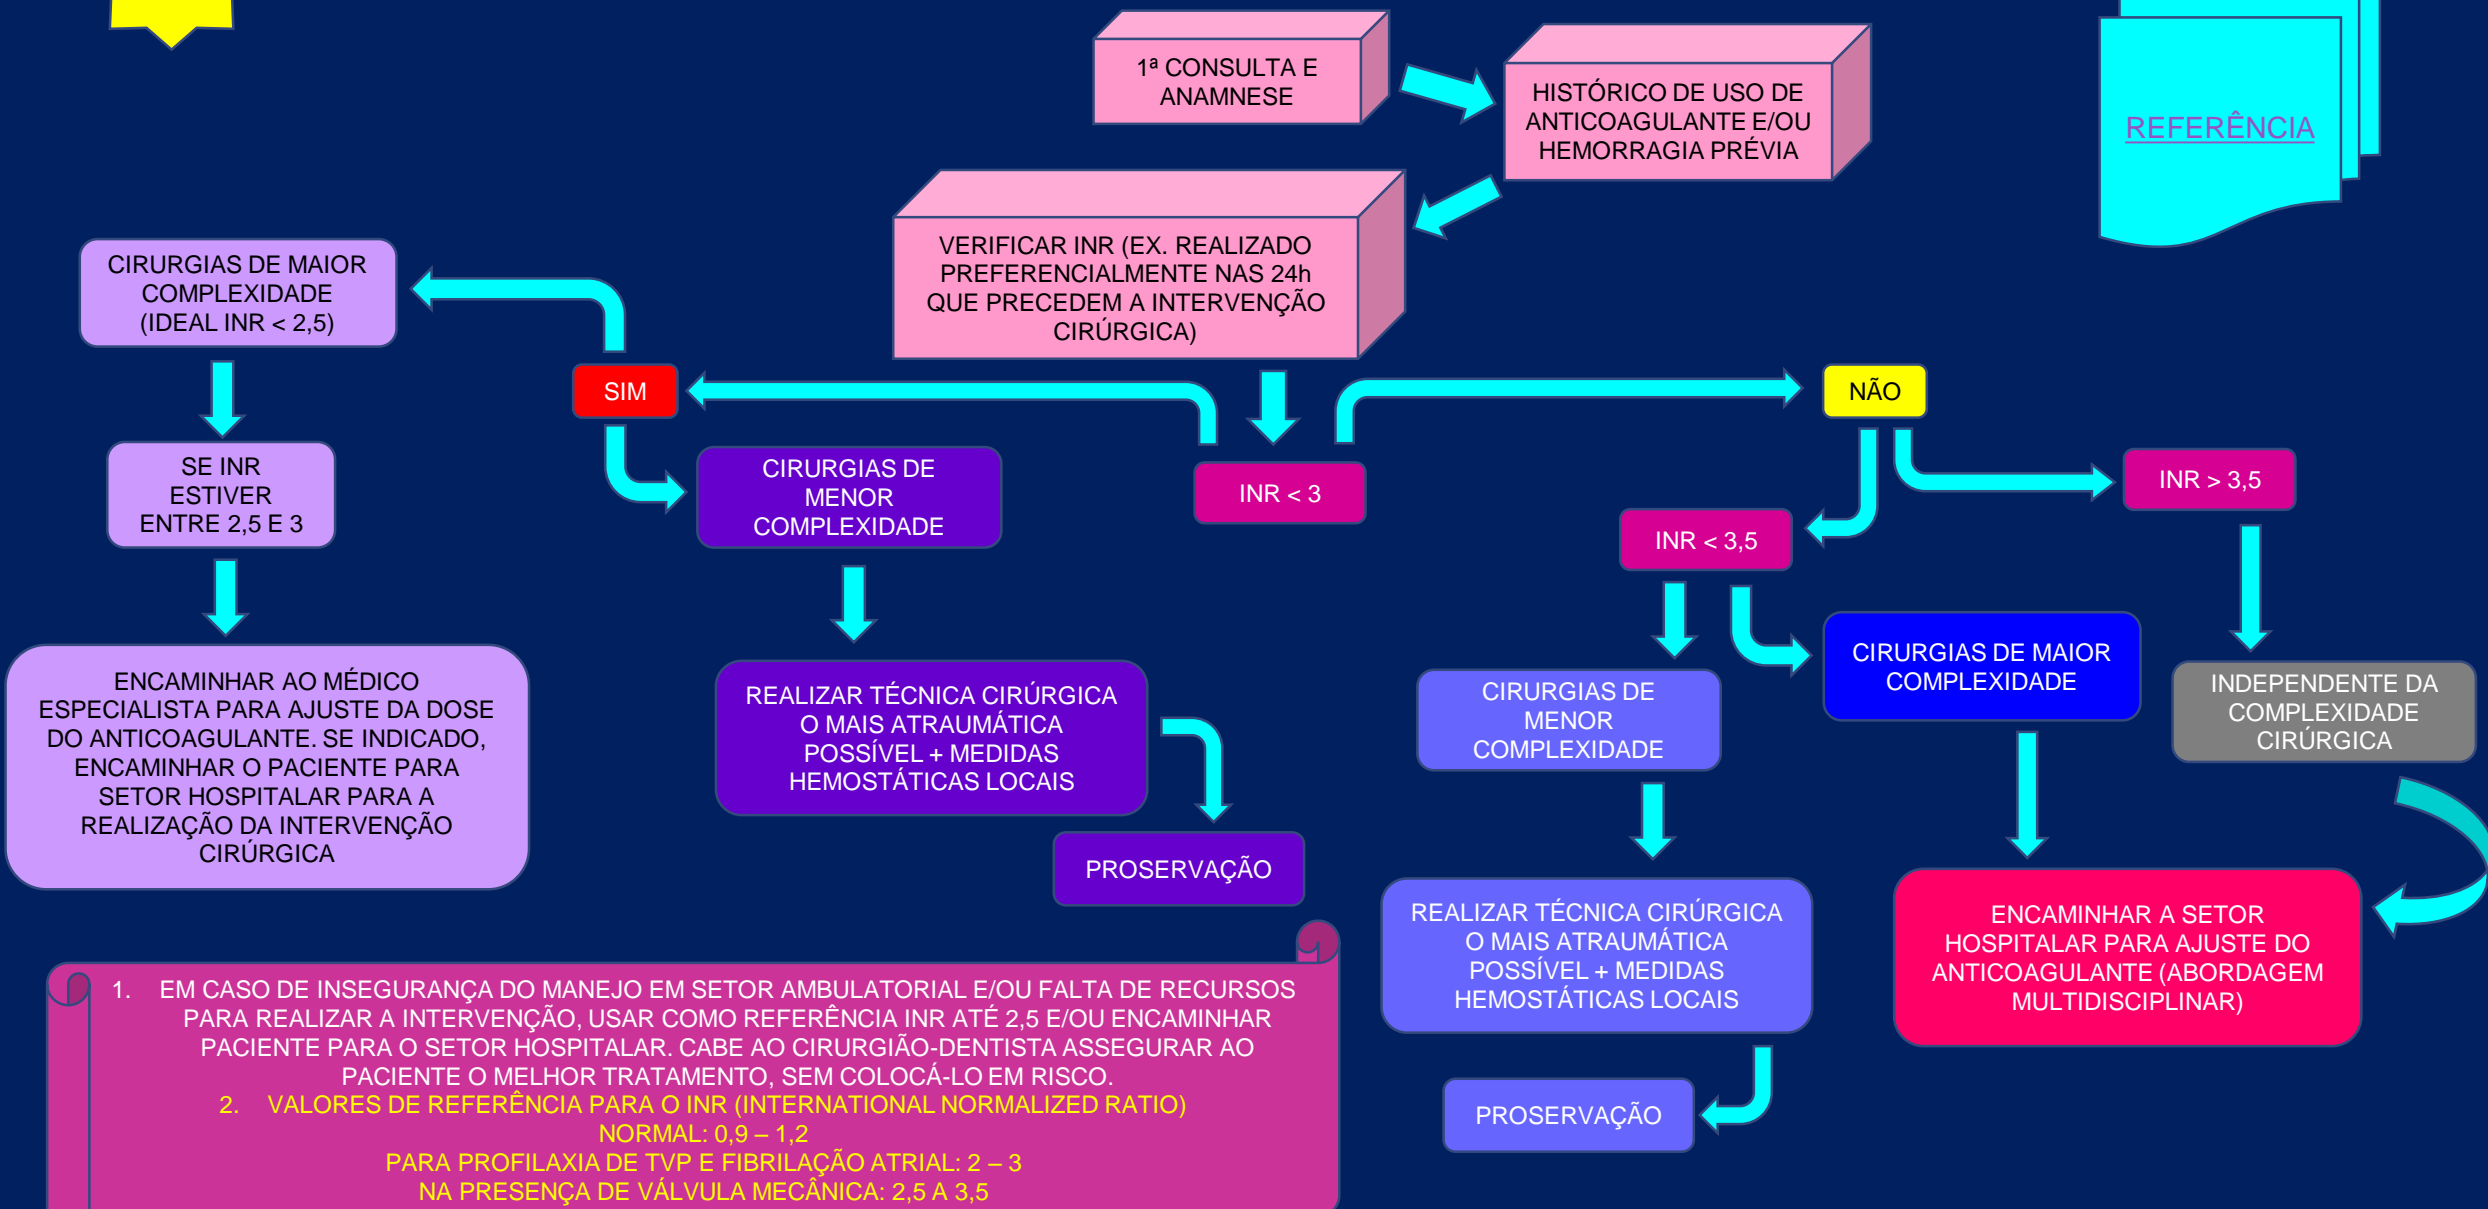 1ª CONSULTA E
ANAMNESE
HISTÓRICO DE USO DE
ANTICOAGULANTE E/OU
HEMORRAGIA PRÉVIA
REFERÊNCIA
VERIFICAR INR (EX. REALIZADO
PREFERENCIALMENTE NAS 24h
QUE PRECEDEM A INTERVENÇÃO
CIRÚRGICA)
CIRURGIAS DE MAIOR
COMPLEXIDADE
(IDEAL INR < 2,5)
SIM
NÃO
SE INR
ESTIVER
ENTRE 2,5 E 3
CIRURGIAS DE
MENOR
COMPLEXIDADE
INR < 3
INR > 3,5
INR < 3,5
ENCAMINHAR AO MÉDICO
ESPECIALISTA PARA AJUSTE DA DOSE
DO ANTICOAGULANTE. SE INDICADO,
ENCAMINHAR O PACIENTE PARA
SETOR HOSPITALAR PARA A
REALIZAÇÃO DA INTERVENÇÃO
CIRÚRGICA
REALIZAR TÉCNICA CIRÚRGICA
O MAIS ATRAUMÁTICA
POSSÍVEL + MEDIDAS
HEMOSTÁTICAS LOCAIS
PROSERVAÇÃO
CIRURGIAS DE
MENOR
COMPLEXIDADE
CIRURGIAS DE MAIOR
COMPLEXIDADE
INDEPENDENTE DA
COMPLEXIDADE
CIRÚRGICA
REALIZAR TÉCNICA CIRÚRGICA
O MAIS ATRAUMÁTICA
POSSÍVEL + MEDIDAS
HEMOSTÁTICAS LOCAIS
PROSERVAÇÃO
ENCAMINHAR A SETOR
HOSPITALAR PARA AJUSTE DO
ANTICOAGULANTE (ABORDAGEM
MULTIDISCIPLINAR)
1. EM CASO DE INSEGURANÇA DO MANEJO EM SETOR AMBULATORIAL E/OU FALTA DE RECURSOS
PARA REALIZAR A INTERVENÇÃO, USAR COMO REFERÊNCIA INR ATÉ 2,5 E/OU ENCAMINHAR
PACIENTE PARA O SETOR HOSPITALAR. CABE AO CIRURGIÃO-DENTISTA ASSEGURAR AO
PACIENTE O MELHOR TRATAMENTO, SEM COLOCÁ-LO EM RISCO.
2. VALORES DE REFERÊNCIA PARA O INR (INTERNATIONAL NORMALIZED RATIO)
NORMAL: 0,9 – 1,2
PARA PROFILAXIA DE TVP E FIBRILAÇÃO ATRIAL: 2 – 3
NA PRESENÇA DE VÁLVULA MECÂNICA: 2,5 A 3,5